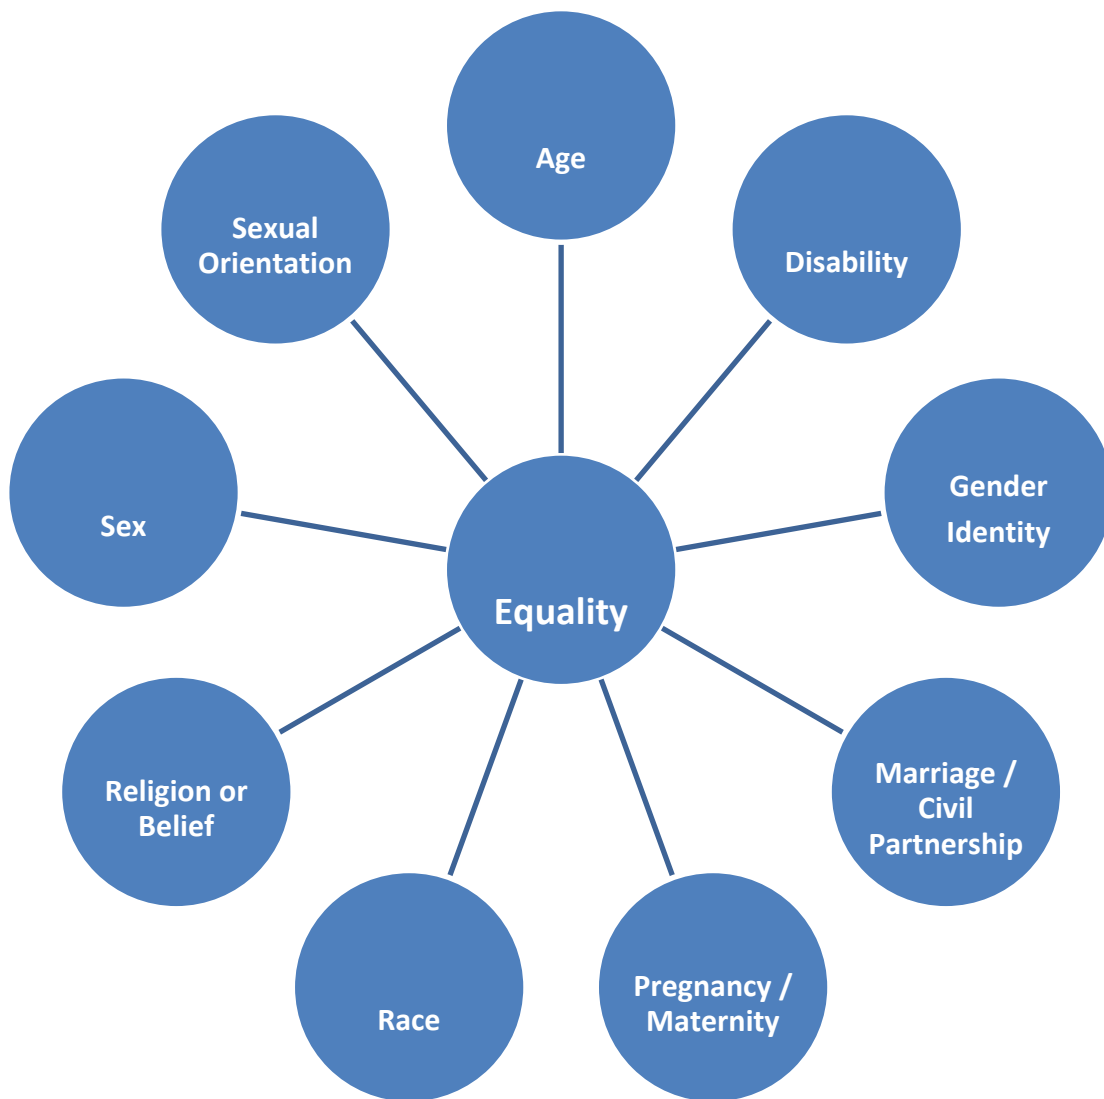 Age
Sexual
Orientation
Disability
Gender
Identity
Sex
Equality
Marriage /
Civil
Partnership
Religion or
Belief
Pregnancy /
Maternity
Race